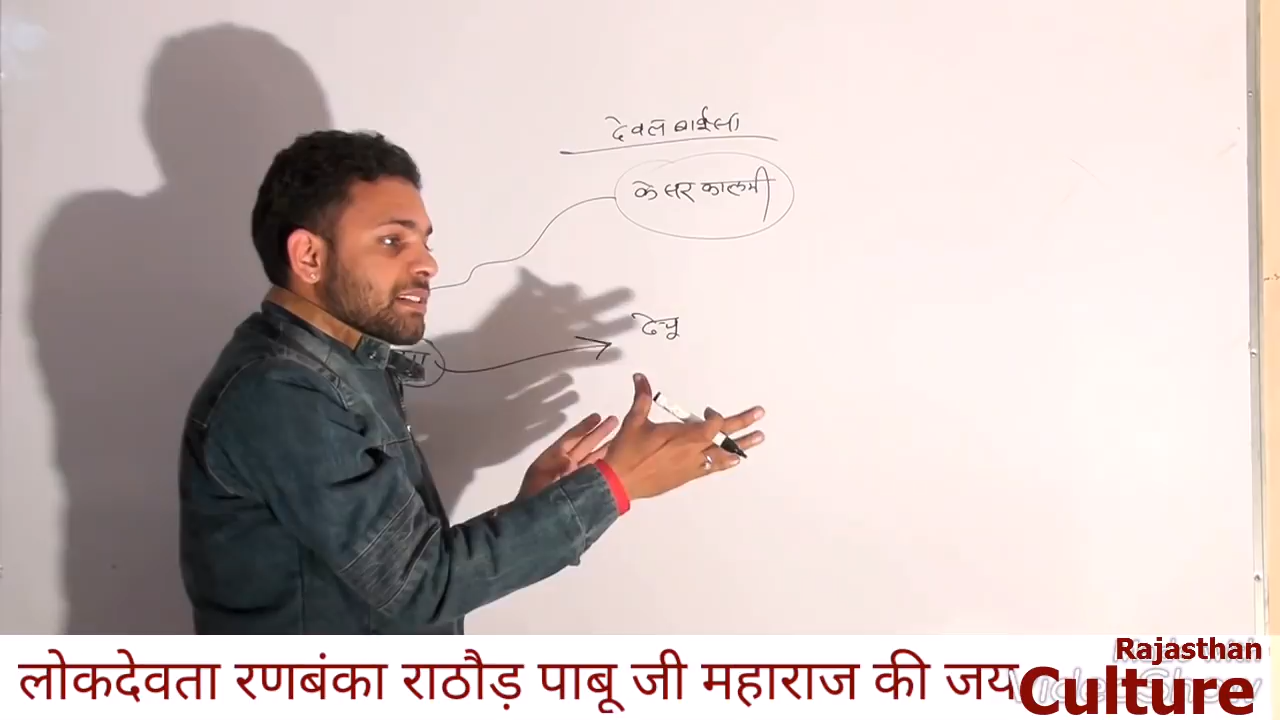 देवल बाईसा
केसर कालमी
देचू
लोकदेवता रणबंका राठौड़ पाबू जी महाराज की जय
Rajasthan
Culture